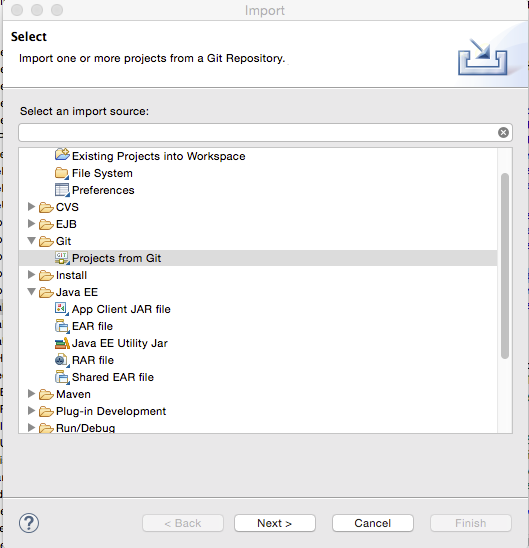 Import
Select
Import one or more projects from a Git Repository.
Select an import source:
Existing Projects into Workspace
File System
Preferences
CVS
EJB
Git
GIT Projects from Git
Install
Java EE
App Client JAR file
EAR file
Java EE Utility Jar
RAR file
Shared EAR file
Maven
Plug-in Development
Run/Debug
? < Back Next > Cancel Finish